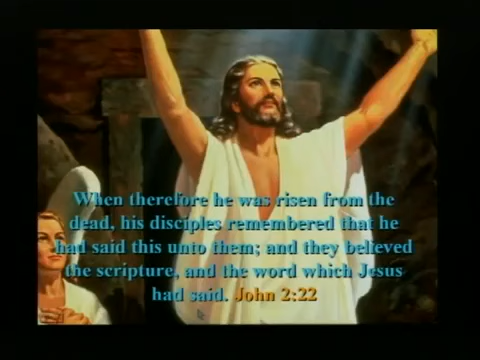 When therefore he was risen from the
dead, his disciples remembered that he
had said this unto them; and they believed
the scripture, and the word which Jesus
had said. John 2:22